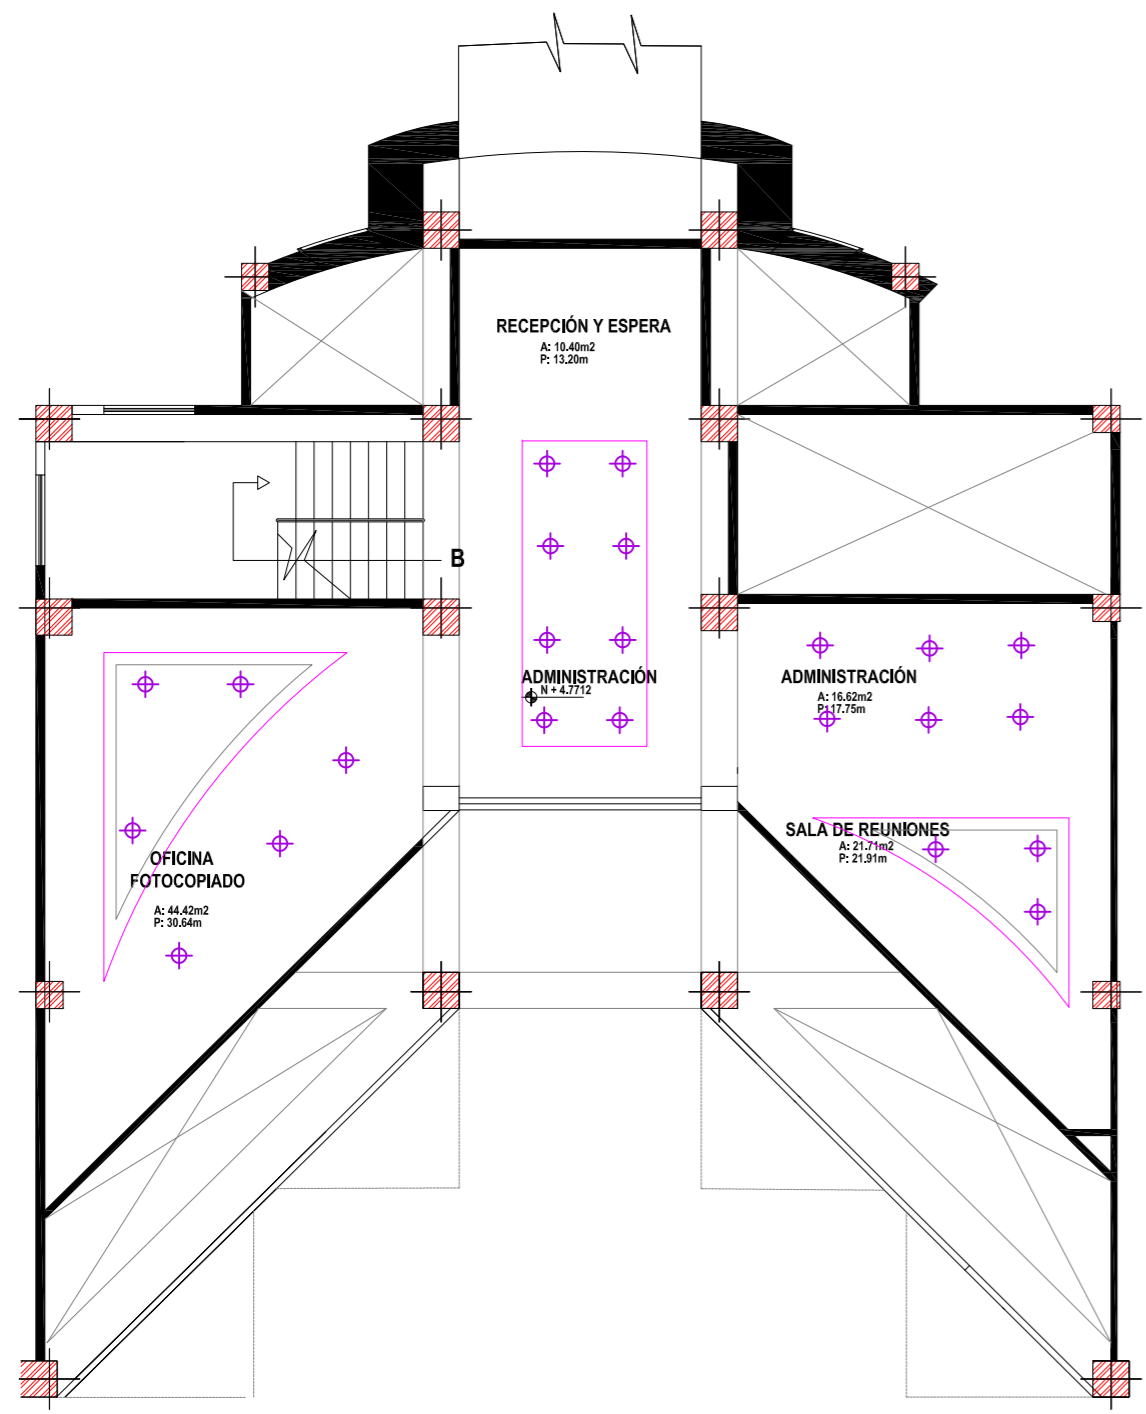 RECEPCIÓN Y ESPERA
A: 10.40m2
P: 13.20m
B
ADMINISTRACIÓN
N + 4.7712
ADMINISTRACIÓN
A: 16.62m2
P: 17.75m
SALA DE REUNIONES
A: 21.71m2
P: 21.91m
OFICINA
FOTOCOPIADO
A: 44.42m2
P: 30.64m